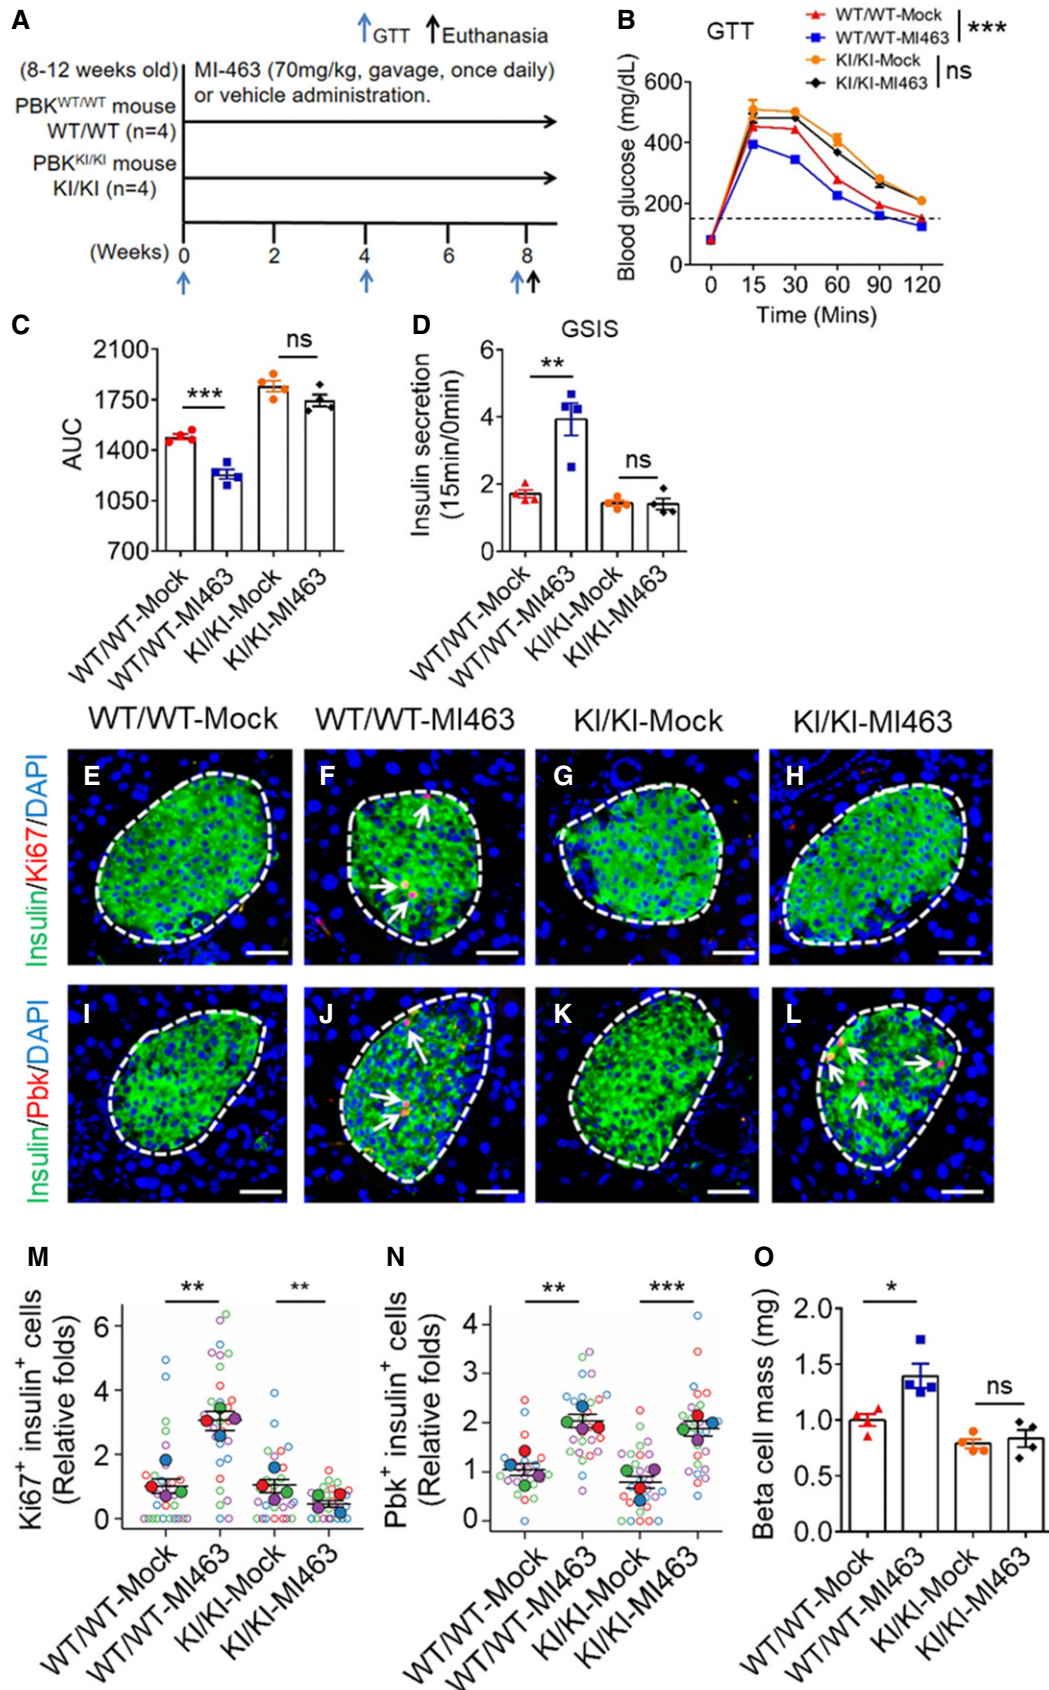 A
GTT
Euthanasia
(8-12 weeks old)
MI-463 (70mg/kg, gavage, once daily)
or vehicle administration.
PBK^WT/WT mouse
WT/WT (n=4)
PBK^KI/KI mouse
KI/KI (n=4)
(Weeks)
0
2
4
6
8
B
GTT
WT/WT-Mock
WT/WT-MI463
***
KI/KI-Mock
KI/KI-MI463
ns
Blood glucose (mg/dL)
600
400
200
0
0
15
30
60
90
120
Time (Mins)
C
AUC
2100
1750
1400
1050
700
***
ns
WT/WT-Mock
WT/WT-MI463
KI/KI-Mock
KI/KI-MI463
D
GSIS
Insulin secretion
(15min/0min)
6
4
2
0
**
ns
WT/WT-Mock
WT/WT-MI463
KI/KI-Mock
KI/KI-MI463
WT/WT-Mock
WT/WT-MI463
KI/KI-Mock
KI/KI-MI463
Insulin/Ki67/DAPI
E
F
G
H
Insulin/Pbk/DAPI
I
J
K
L
M
Ki67+ insulin+ cells
(Relative folds)
6
4
2
0
**
**
WT/WT-Mock
WT/WT-MI463
KI/KI-Mock
KI/KI-MI463
N
Pbk+ insulin+ cells
(Relative folds)
4
3
2
1
0
**
***
WT/WT-Mock
WT/WT-MI463
KI/KI-Mock
KI/KI-MI463
O
Beta cell mass (mg)
2.0
1.5
1.0
0.5
0.0
*
ns
WT/WT-Mock
WT/WT-MI463
KI/KI-Mock
KI/KI-MI463